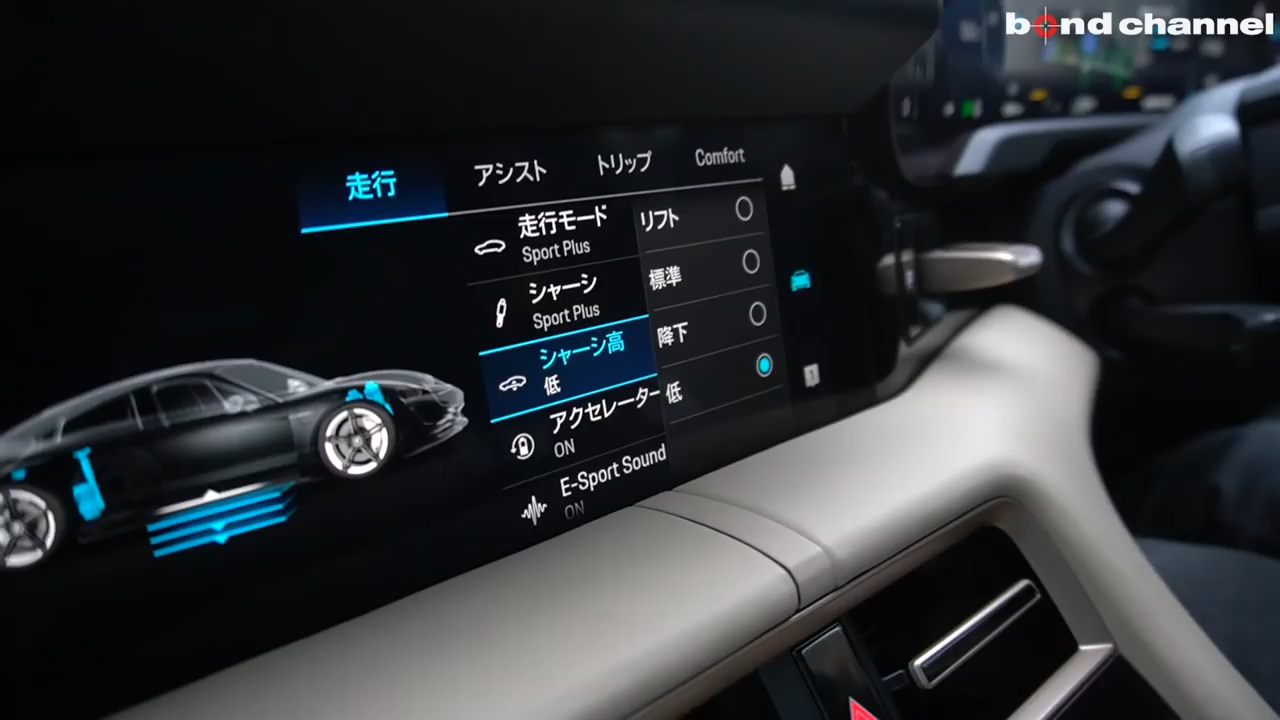 bond channel
走行 アシスト トリップ Comfort
走行モード
Sport Plus
シャーシ
Sport Plus
シャーシ高
低
アクセレーター
ON
E-Sport Sound
ON
リフト
標準
降下
低
1